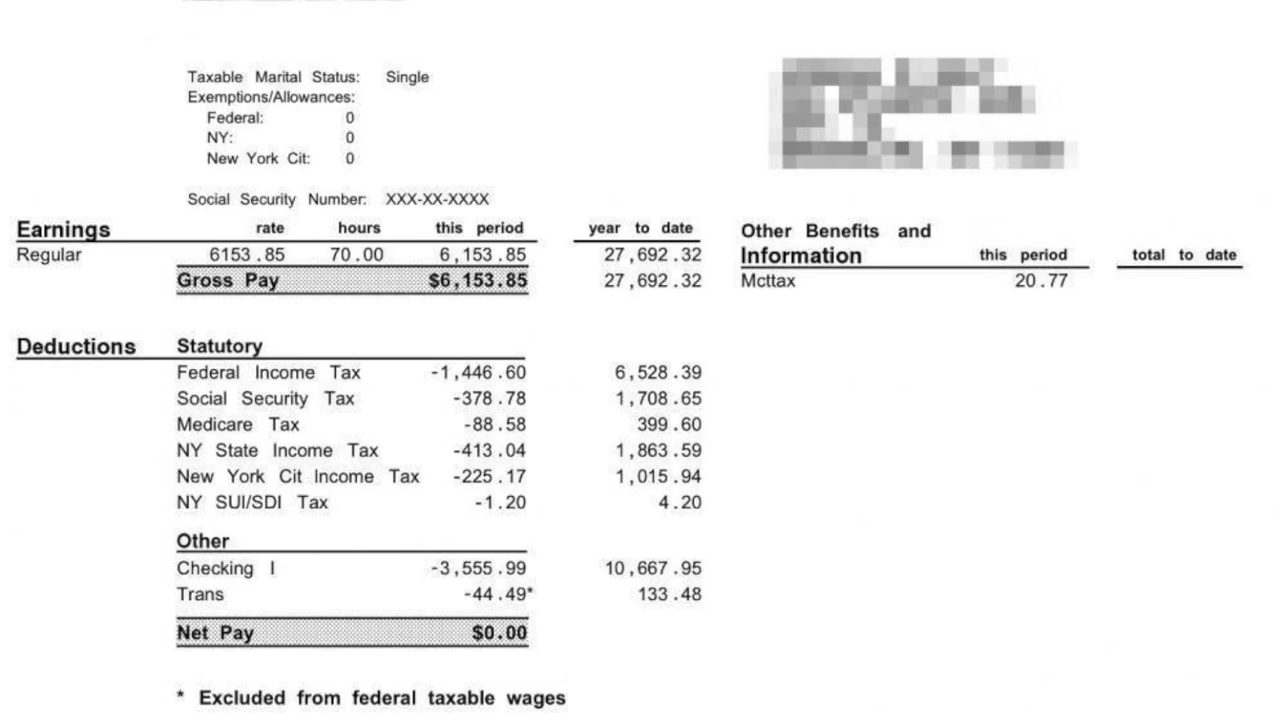 Taxable Marital Status: Single
Exemptions/Allowances:
Federal: 0
NY: 0
New York Cit: 0
Social Security Number: XXX-XX-XXXX
Earnings rate hours this period year to date
Regular 6153.85 70.00 6,153.85 27,692.32
Gross Pay $6,153.85 27,692.32
Other Benefits and
Information this period total to date
Mcttax 20.77
Deductions Statutory
Federal Income Tax -1,446.60 6,528.39
Social Security Tax -378.78 1,708.65
Medicare Tax -88.58 399.60
NY State Income Tax -413.04 1,863.59
New York Cit Income Tax -225.17 1,015.94
NY SUI/SDI Tax -1.20 4.20
Other
Checking I -3,555.99 10,667.95
Trans -44.49* 133.48
Net Pay $0.00
* Excluded from federal taxable wages